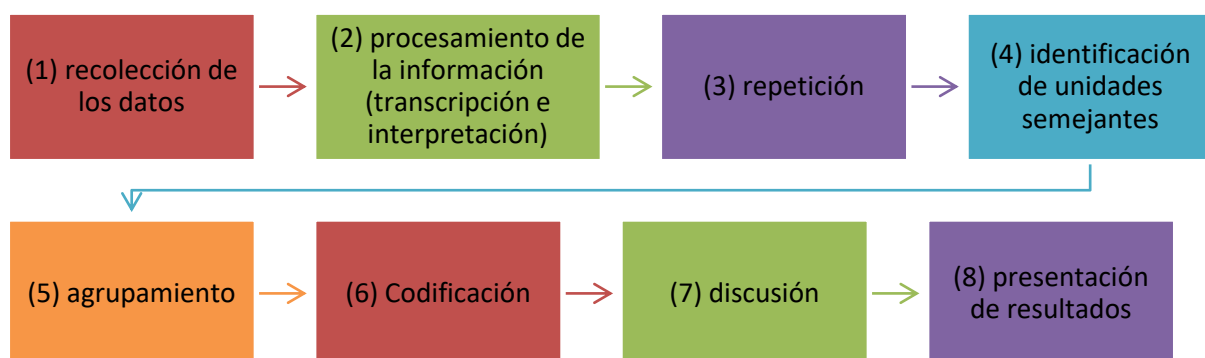 (1) recolección de
los datos
(2) procesamiento de
la información
(transcripción e
interpretación)
(3) repetición
(4) identificación
de unidades
semejantes
(5) agrupamiento
(6) Codificación
(7) discusión
(8) presentación
de resultados